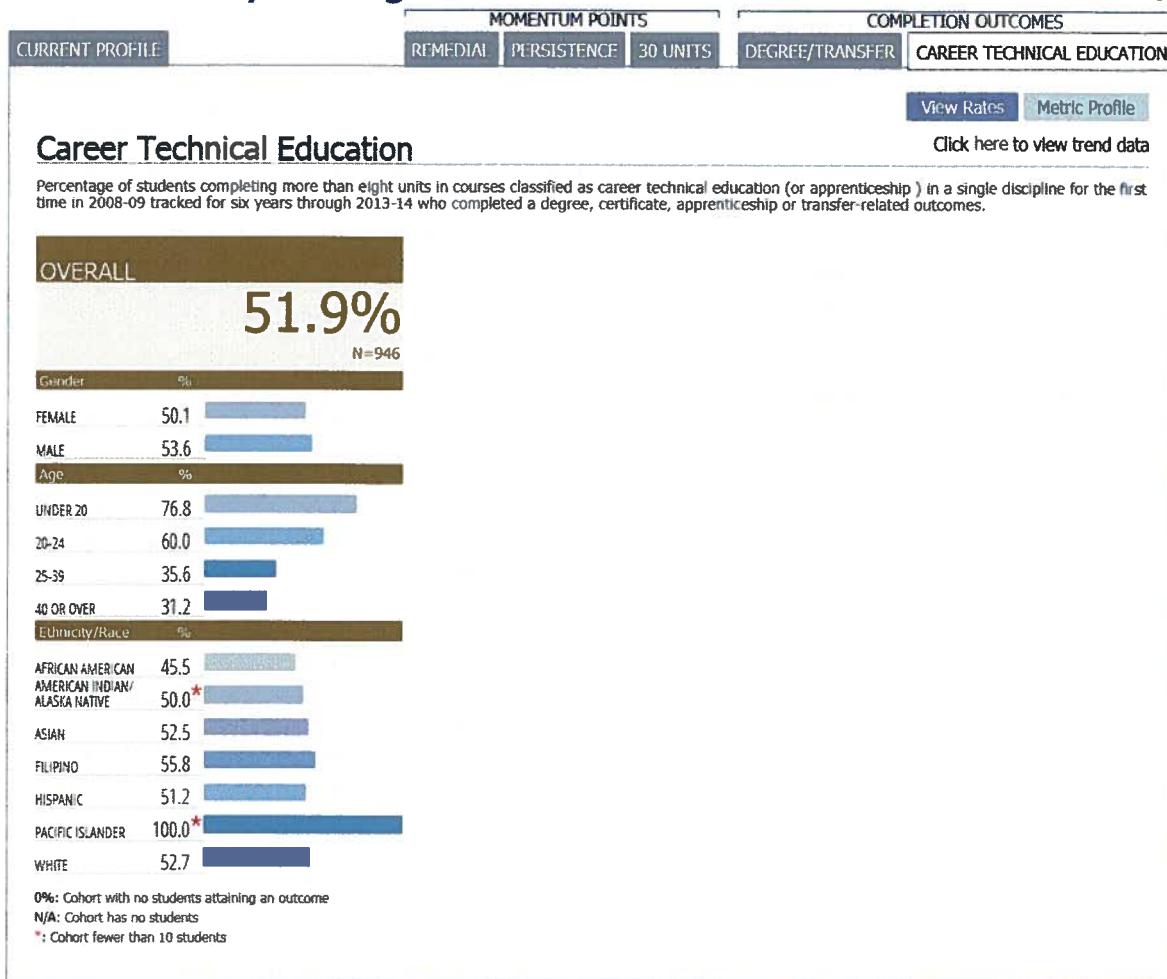 MOMENTUM POINTS
COMPLETION OUTCOMES
CURRENT PROFILE
REMEDIAL
PERSISTENCE
30 UNITS
DEGREE/TRANSFER
CAREER TECHNICAL EDUCATION
View Rates
Metric Profile
Career Technical Education
Click here to view trend data
Percentage of students completing more than eight units in courses classified as career technical education (or apprenticeship ) in a single discipline for the first
time in 2008-09 tracked for six years through 2013-14 who completed a degree, certificate, apprenticeship or transfer-related outcomes.
OVERALL
51.9%
N=946
Gender %
FEMALE 50.1
MALE 53.6
Age %
UNDER 20 76.8
20-24 60.0
25-39 35.6
40 OR OVER 31.2
Ethnicity/Race %
AFRICAN AMERICAN 45.5
AMERICAN INDIAN/
ALASKA NATIVE 50.0*
ASIAN 52.5
FILIPINO 55.8
HISPANIC 51.2
PACIFIC ISLANDER 100.0*
WHITE 52.7
0%: Cohort with no students attaining an outcome
N/A: Cohort has no students
*: Cohort fewer than 10 students